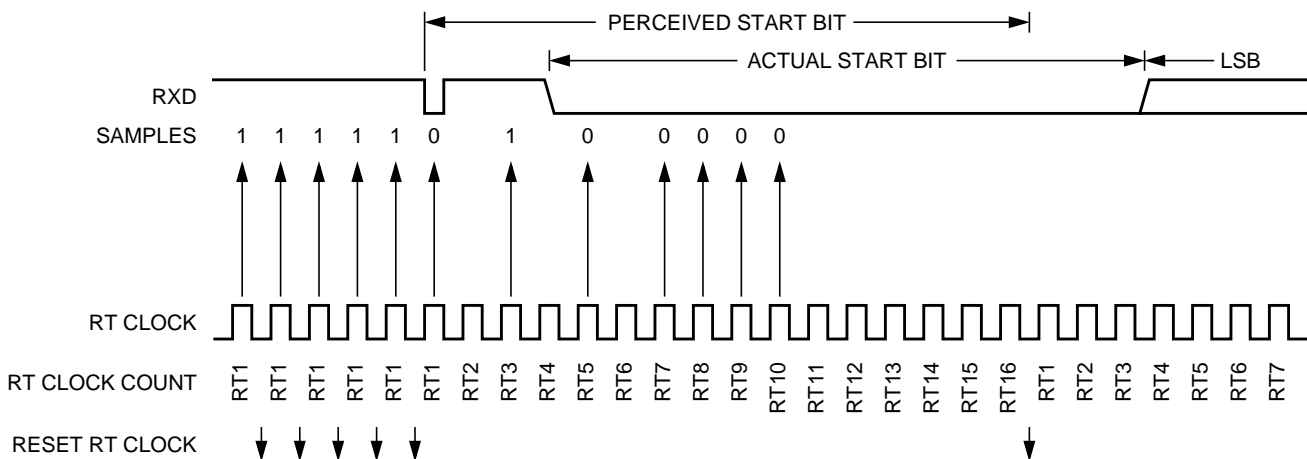 PERCEIVED START BIT
ACTUAL START BIT
LSB
RXD
SAMPLES 1 1 1 1 1 0 1 0 0 0 0 0
RT CLOCK
RT CLOCK COUNT RT1 RT1 RT1 RT1 RT1 RT1 RT2 RT3 RT4 RT5 RT6 RT7 RT8 RT9 RT10 RT11 RT12 RT13 RT14 RT15 RT16 RT1 RT2 RT3 RT4 RT5 RT6 RT7
RESET RT CLOCK